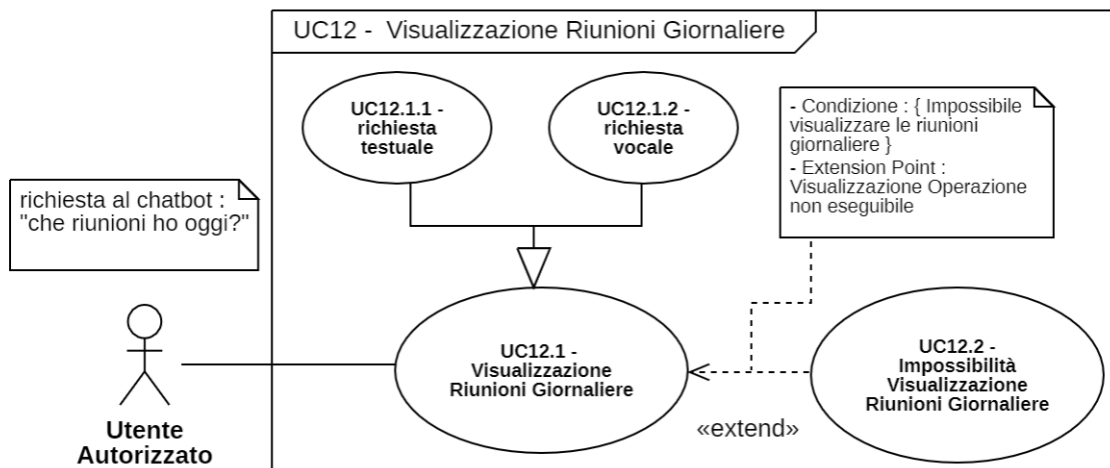 UC12 -  Visualizzazione Riunioni Giornaliere
UC12.1.1 -
richiesta
testuale
UC12.1.2 -
richiesta
vocale
- Condizione : { Impossibile
visualizzare le riunioni
giornaliere }
- Extension Point :
Visualizzazione Operazione
non eseguibile
richiesta al chatbot :
"che riunioni ho oggi?"
UC12.1 -
Visualizzazione
Riunioni Giornaliere
UC12.2 -
Impossibilità
Visualizzazione
Riunioni Giornaliere
«extend»
Utente
Autorizzato